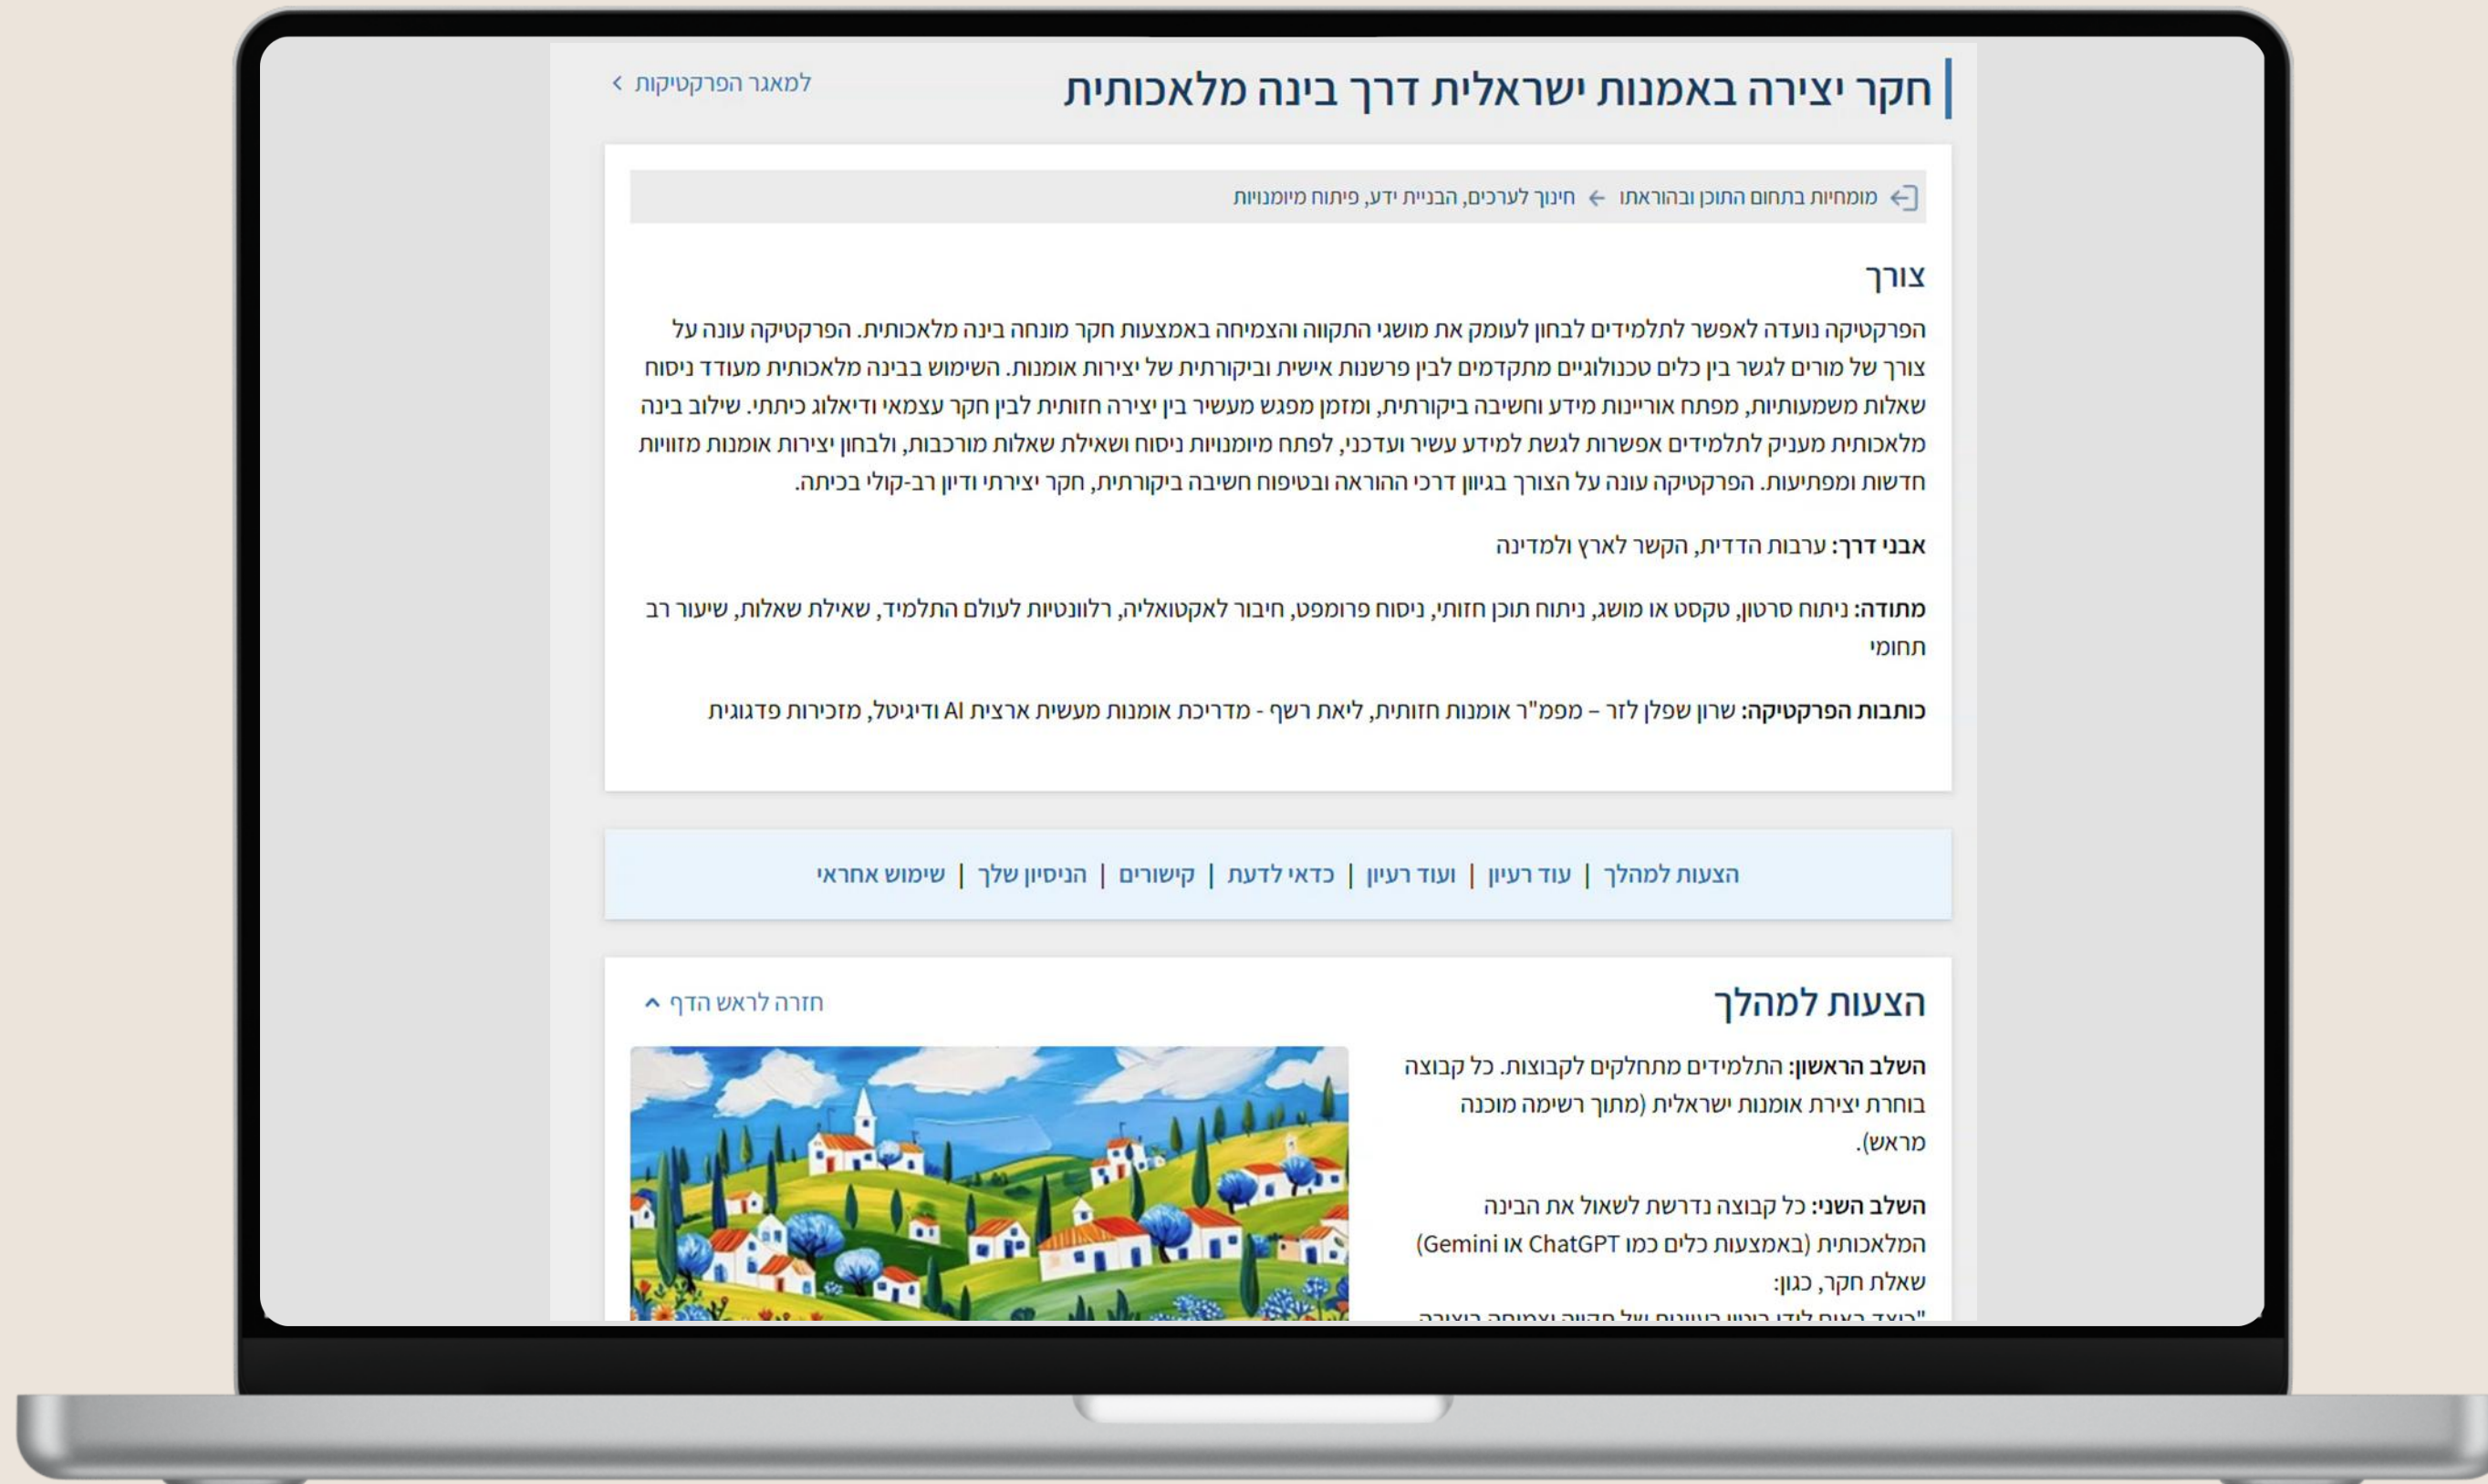 חקר יצירה באמנות ישראלית דרך בינה מלאכותית
למאגר הפרקטיקות
מומחיות בתחום התוכן ובהוראתו ← חינוך לערכים, הבניית ידע, פיתוח מיומנויות
צורך
הפרקטיקה נועדה לאפשר לתלמידים לבחון לעומק את מושגי התקווה והצמיחה באמצעות חקר מונחה בינה מלאכותית. הפרקטיקה עונה על
צורך של מורים לגשר בין כלים טכנולוגיים מתקדמים לבין פרשנות אישית וביקורתית של יצירות אומנות. השימוש בבינה מלאכותית מעודד ניסוח
שאלות משמעותיות, מפתח אוריינות מידע וחשיבה ביקורתית, ומזמן מפגש מעשיר בין יצירה חזותית לבין חקר עצמאי ודיאלוג כיתתי. שילוב בינה
מלאכותית מעניק לתלמידים אפשרות לגשת למידע עשיר ועדכני, לפתח מיומנויות ניסוח ושאילת שאלות מורכבות, ולבחון יצירות אומנות מזוויות
חדשות ומפתיעות. הפרקטיקה עונה על הצורך בגיוון דרכי ההוראה ובטיפוח חשיבה ביקורתית, חקר יצירתי ודיון רב-קולי בכיתה.
אבני דרך: ערבות הדדית, הקשר לארץ ולמדינה
מתודה: ניתוח סרטון, טקסט או מושג, ניתוח תוכן חזותי, ניסוח פרומפט, חיבור לאקטואליה, רלוונטיות לעולם התלמיד, שאילת שאלות, שיעור רב
תחומי
כותבות הפרקטיקה: שרון שפלן לזר – מפמ"ר אומנות חזותית, ליאת רשף - מדריכת אומנות מעשית ארצית AI ודיגיטל, מזכירות פדגוגית
הצעות למהלך | עוד רעיון | ועוד רעיון | כדאי לדעת | קישורים | הניסיון שלך | שימוש אחראי
הצעות למהלך
חזרה לראש הדף
השלב הראשון: התלמידים מתחלקים לקבוצות. כל קבוצה
בוחרת יצירת אומנות ישראלית (מתוך רשימה מוכנה
מראש).
השלב השני: כל קבוצה נדרשת לשאול את הבינה
המלאכותית (באמצעות כלים כמו ChatGPT או Gemini)
שאלת חקר, כגון:
"כיצד באים לידי ביטוי רעיונות של תקווה וצמיחה ביצירה